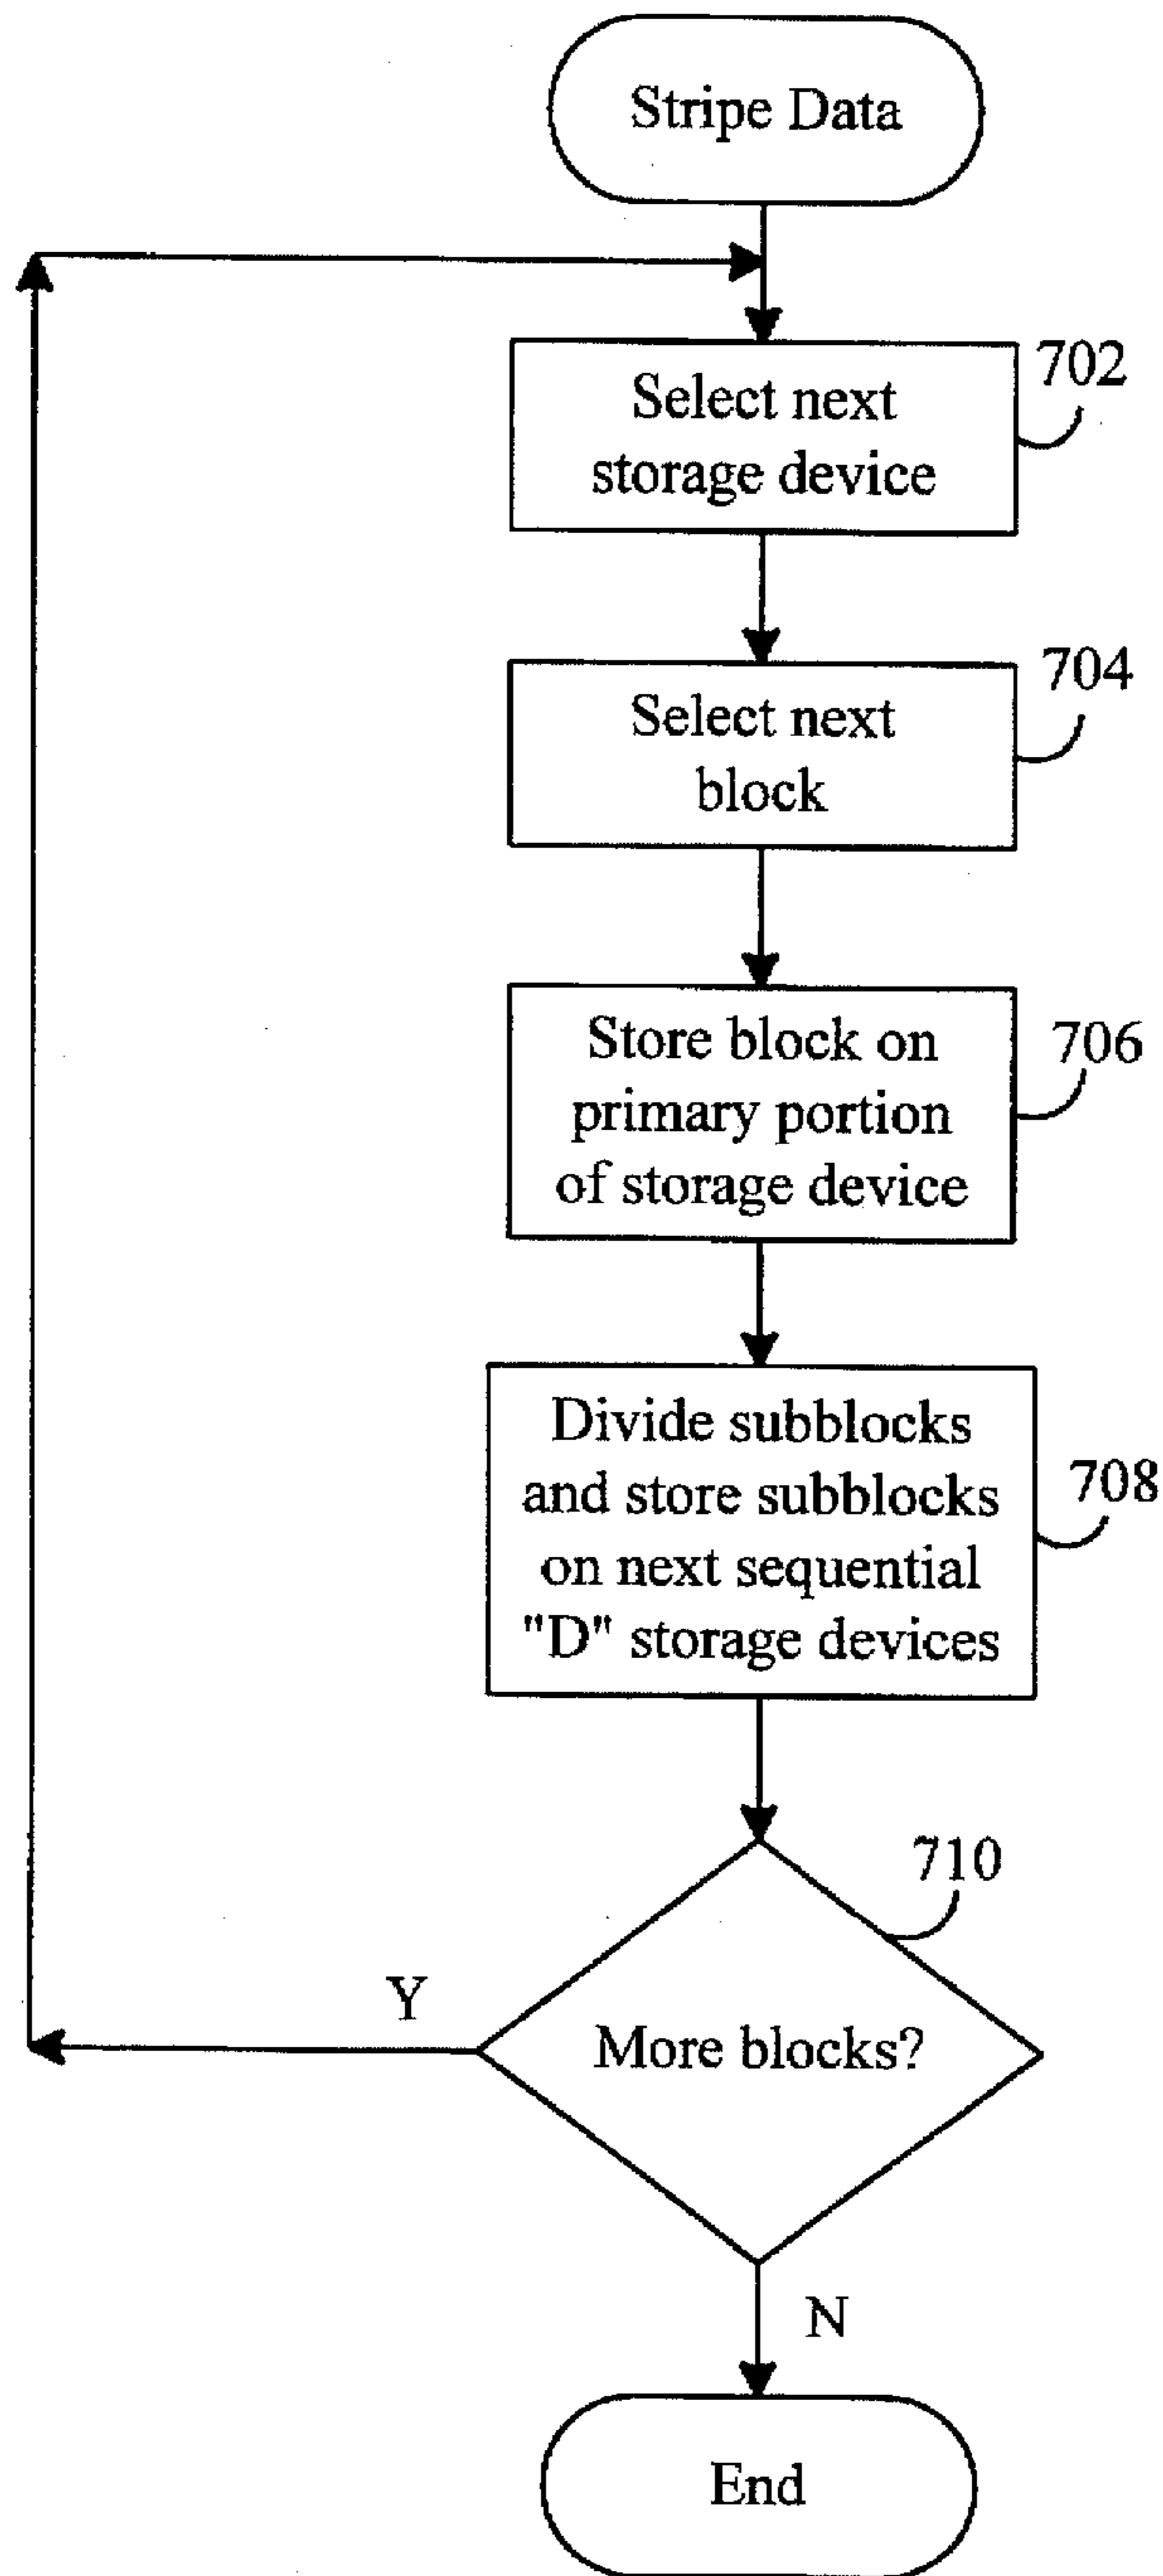 Stripe Data
702
Select next
storage device
704
Select next
block
706
Store block on
primary portion
of storage device
708
Divide subblocks
and store subblocks
on next sequential
"D" storage devices
710
Y
More blocks?
N
End